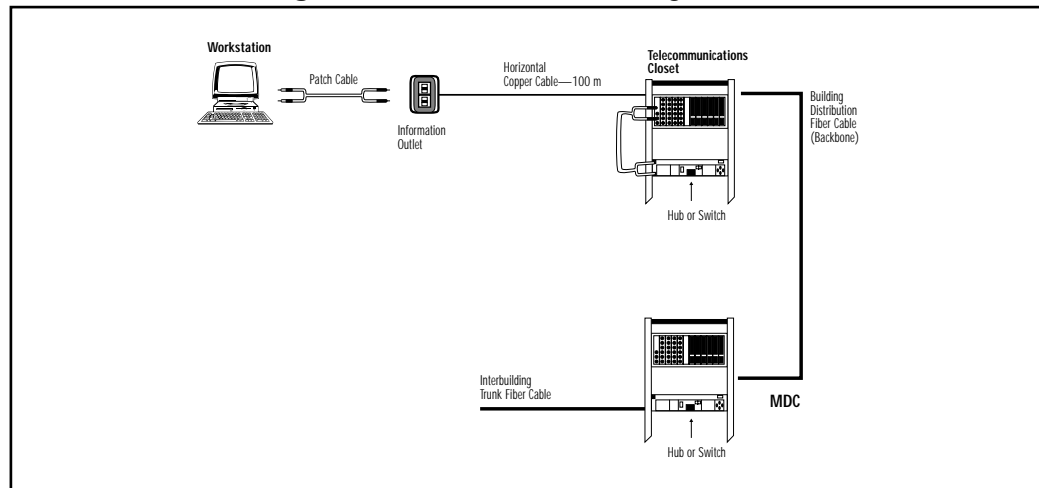 Workstation
Patch Cable
Information
Outlet
Horizontal
Copper Cable—100 m
Telecommunications
Closet
Hub or Switch
Building
Distribution
Fiber Cable
(Backbone)
Interbuilding
Trunk Fiber Cable
MDC
Hub or Switch